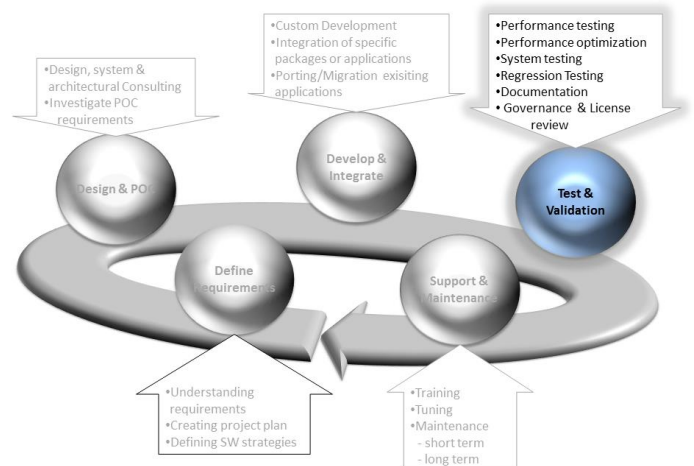 •Custom Development
•Integration of specific
packages or applications
•Porting/Migration exisiting
applications
•Performance testing
•Performance optimization
•System testing
•Regression Testing
•Documentation
• Governance & License
review
•Design, system &
architectural Consulting
•Investigate POC
requirements
Design & POC
Develop &
Integrate
Test &
Validation
Define
Requirements
Support &
Maintenance
•Understanding
requirements
•Creating project plan
•Defining SW strategies
•Training
•Tuning
•Maintenance
- short term
- long term